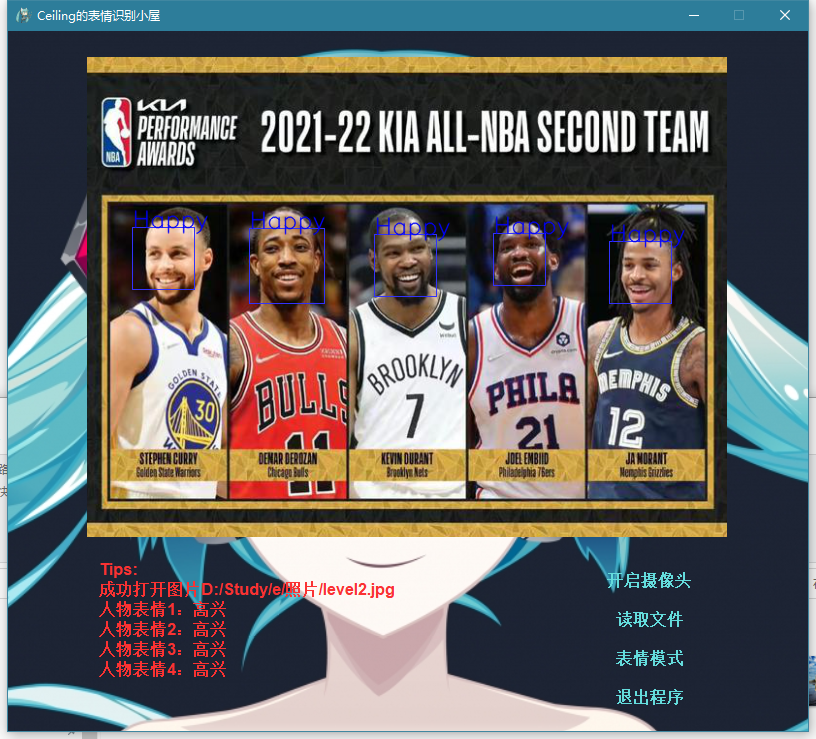 Ceiling的表情识别小屋
KIA
PERFORMANCE
AWARDS
NBA
2021-22 KIA ALL-NBA SECOND TEAM
Happy
Happy
Happy
Happy
Happy
GOLDEN STATE
WARRIORS
30
BULLS
11
BROOKLYN
7
PHILA
21
MEMPHIS
12
STEPHEN CURRY
Golden State Warriors
DEMAR DEROZAN
Chicago Bulls
KEVIN DURANT
Brooklyn Nets
JOEL EMBIID
Philadelphia 76ers
JA MORANT
Memphis Grizzlies
Tips:
成功打开图片D:/Study/e/照片/level2.jpg
人物表情1：高兴
人物表情2：高兴
人物表情3：高兴
人物表情4：高兴
开启摄像头
读取文件
表情模式
退出程序